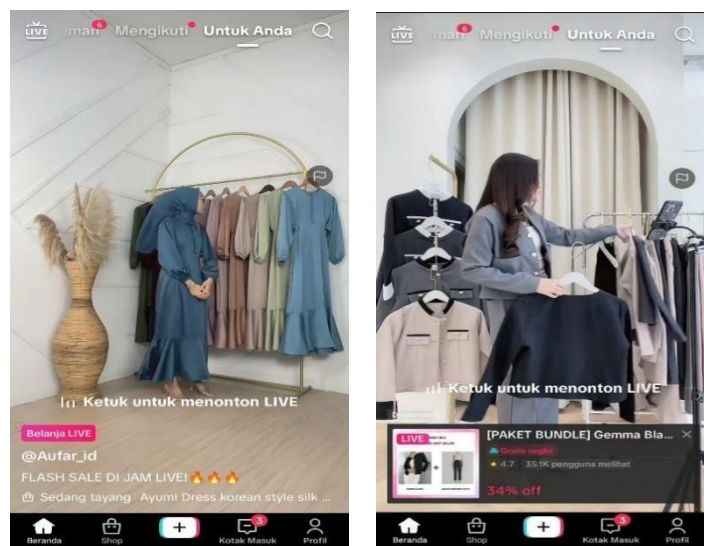 LIVE
man 6 Mengikuti Untuk Anda
Ketuk untuk menonton LIVE
Belanja LIVE
@Aufar_id
FLASH SALE DI JAM LIVE!🔥🔥🔥
Sedang tayang Ayumi Dress korean style silk ...
3
Beranda Shop Kotak Masuk Profil
LIVE
man 6 Mengikuti Untuk Anda
Ketuk untuk menonton LIVE
LIVE
[PAKET BUNDLE] Gemma Bla...
Gratis ongkir
4.7 35.1K pengguna melihat
34% off
3
Beranda Shop Kotak Masuk Profil